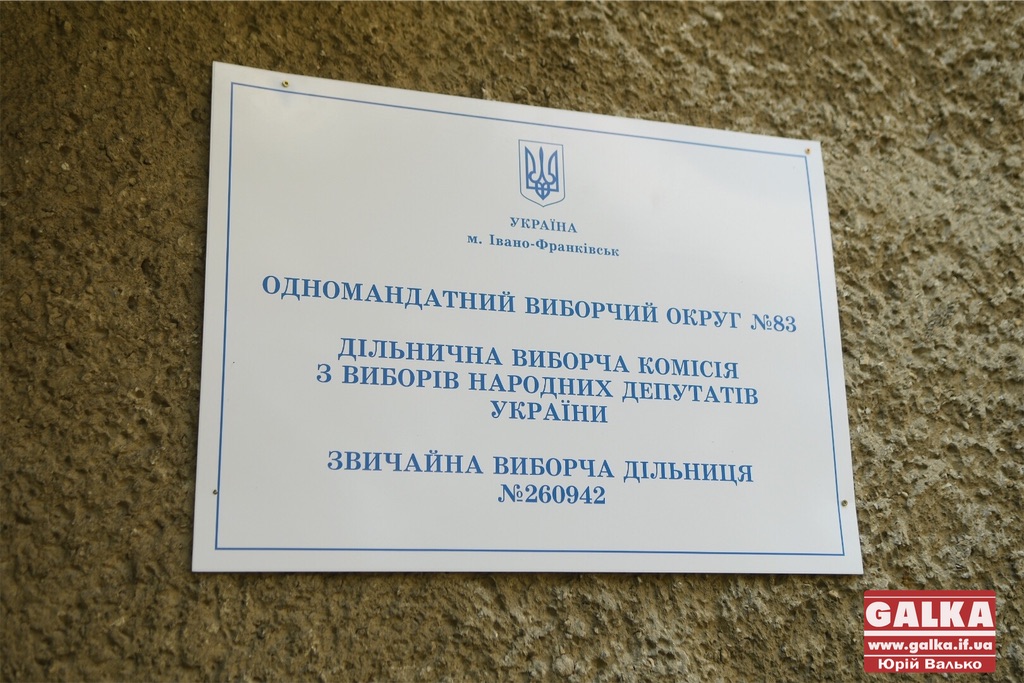 УКРАЇНА
м. Івано-Франківськ
ОДНОМАНДАТНИЙ ВИБОРЧИЙ ОКРУГ №83
ДІЛЬНИЧНА ВИБОРЧА КОМІСІЯ
З ВИБОРІВ НАРОДНИХ ДЕПУТАТІВ
УКРАЇНИ
ЗВИЧАЙНА ВИБОРЧА ДІЛЬНИЦЯ
№260942
GALKA
www.galka.if.ua
Юрій Валько